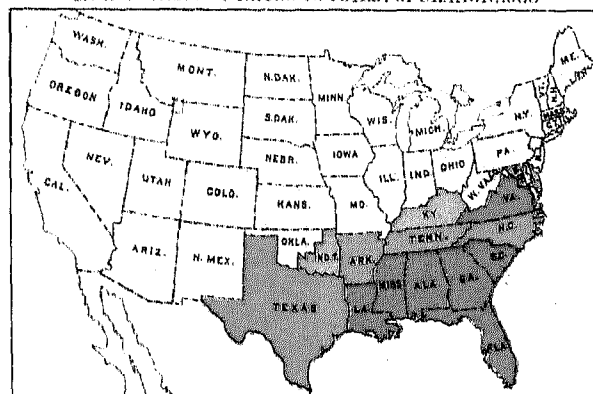 WASH.
MONT.
N.DAK.
MINN
ME.
OREGON
IDAHO
S.DAK.
WIS.
MICH.
N.Y.
WYO.
NEBR.
IOWA
PA.
NEV.
UTAH
COLO.
ILL.
IND.
OHIO
CAL.
KANS.
MO.
W.VA.
VA.
KY.
ARIZ.
N. MEX.
OKLA.
IND.T.
ARK.
TENN.
N.C.
S.C.
TEXAS
LA.
MISS.
ALA.
GA.
FLA.